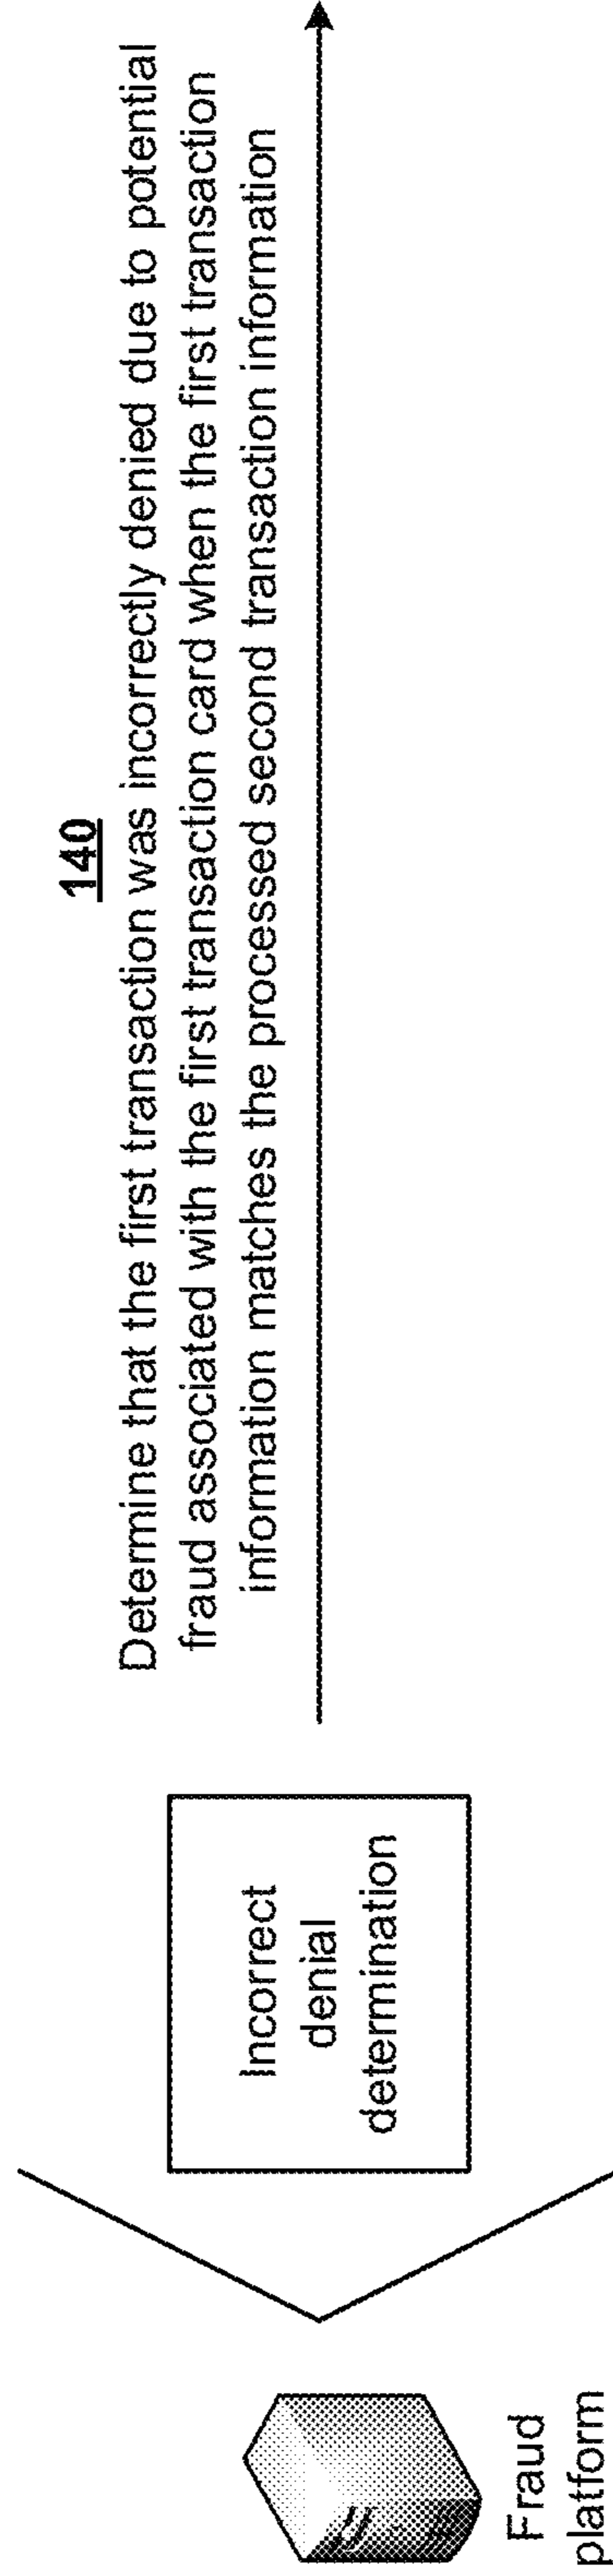 140
Determine that the first transaction was incorrectly denied due to potential
fraud associated with the first transaction card when the first transaction
information matches the processed second transaction information
Incorrect
denial
determination
Fraud
platform